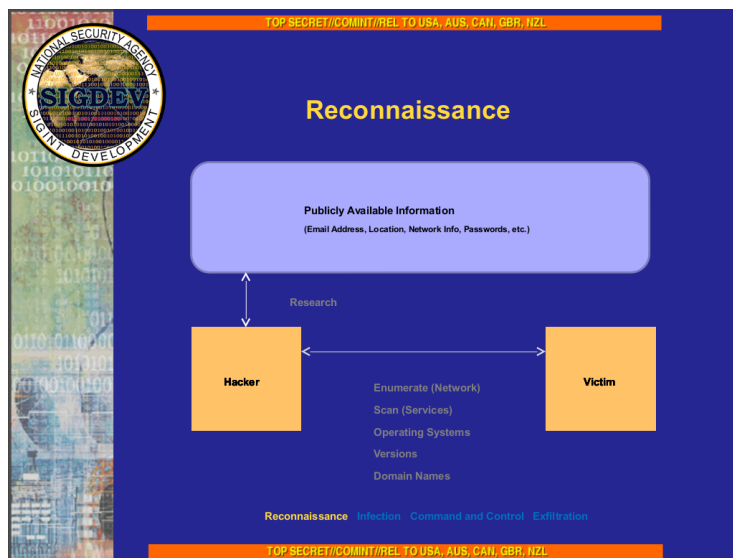 TOP SECRET//COMINT//REL TO USA, AUS, CAN, GBR, NZL
NATIONAL SECURITY AGENCY
SIGDEV
SIGINT DEVELOPMENT
Reconnaissance
Publicly Available Information
(Email Address, Location, Network Info, Passwords, etc.)
Research
Hacker
Victim
Enumerate (Network)
Scan (Services)
Operating Systems
Versions
Domain Names
Reconnaissance Infection Command and Control Exfiltration
TOP SECRET//COMINT//REL TO USA, AUS, CAN, GBR, NZL